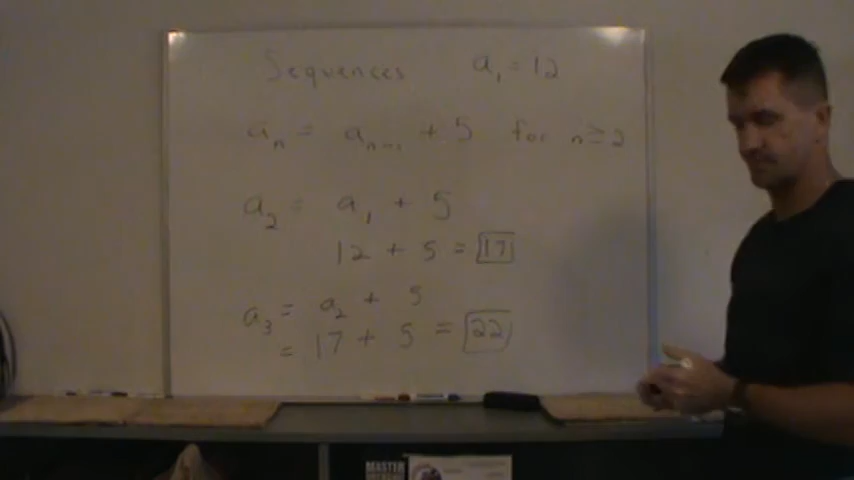 Sequences a₁ = 12
aₙ = aₙ₋₁ + 5 for n ≥ 2
a₂ = a₁ + 5
12 + 5 = 17
a₃ = a₂ + 5
= 17 + 5 = 22
MASTER